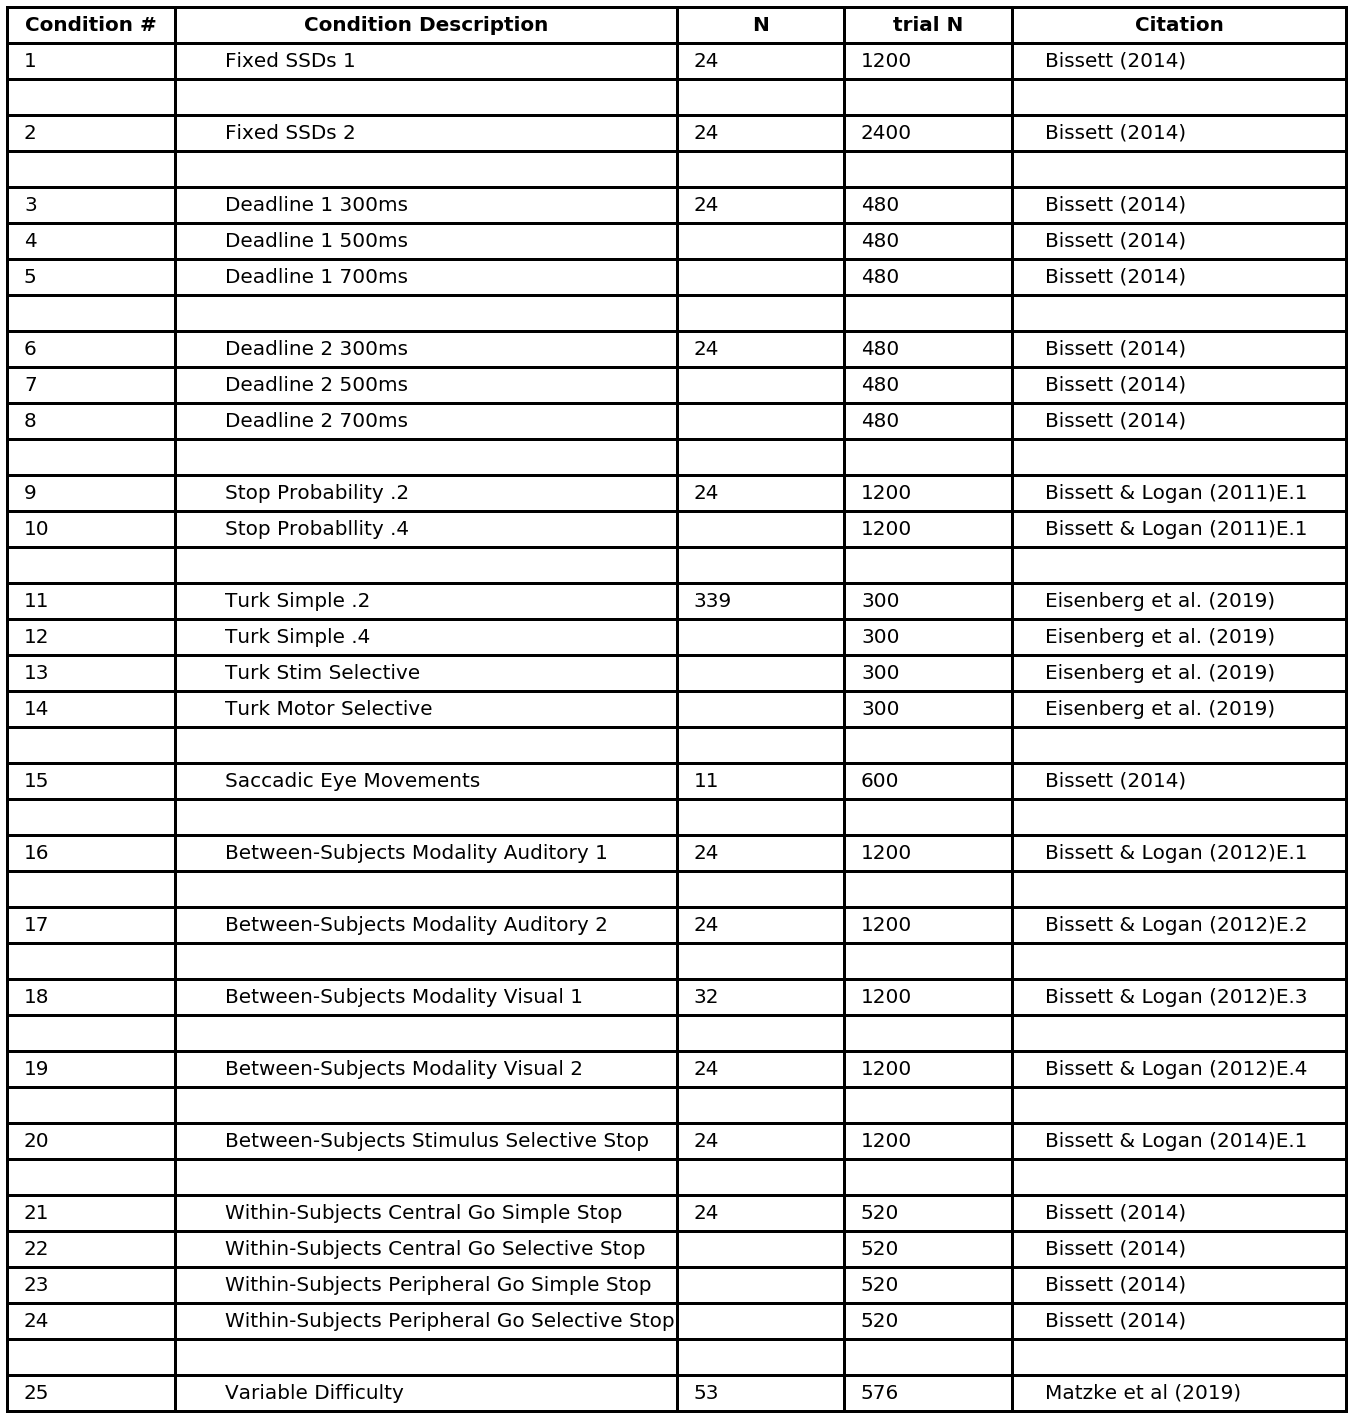 Condition # Condition Description N trial N Citation
1 Fixed SSDs 1 24 1200 Bissett (2014)
2 Fixed SSDs 2 24 2400 Bissett (2014)
3 Deadline 1 300ms 24 480 Bissett (2014)
4 Deadline 1 500ms 480 Bissett (2014)
5 Deadline 1 700ms 480 Bissett (2014)
6 Deadline 2 300ms 24 480 Bissett (2014)
7 Deadline 2 500ms 480 Bissett (2014)
8 Deadline 2 700ms 480 Bissett (2014)
9 Stop Probability .2 24 1200 Bissett & Logan (2011)E.1
10 Stop Probabllity .4 1200 Bissett & Logan (2011)E.1
11 Turk Simple .2 339 300 Eisenberg et al. (2019)
12 Turk Simple .4 300 Eisenberg et al. (2019)
13 Turk Stim Selective 300 Eisenberg et al. (2019)
14 Turk Motor Selective 300 Eisenberg et al. (2019)
15 Saccadic Eye Movements 11 600 Bissett (2014)
16 Between-Subjects Modality Auditory 1 24 1200 Bissett & Logan (2012)E.1
17 Between-Subjects Modality Auditory 2 24 1200 Bissett & Logan (2012)E.2
18 Between-Subjects Modality Visual 1 32 1200 Bissett & Logan (2012)E.3
19 Between-Subjects Modality Visual 2 24 1200 Bissett & Logan (2012)E.4
20 Between-Subjects Stimulus Selective Stop 24 1200 Bissett & Logan (2014)E.1
21 Within-Subjects Central Go Simple Stop 24 520 Bissett (2014)
22 Within-Subjects Central Go Selective Stop 520 Bissett (2014)
23 Within-Subjects Peripheral Go Simple Stop 520 Bissett (2014)
24 Within-Subjects Peripheral Go Selective Stop 520 Bissett (2014)
25 Variable Difficulty 53 576 Matzke et al (2019)